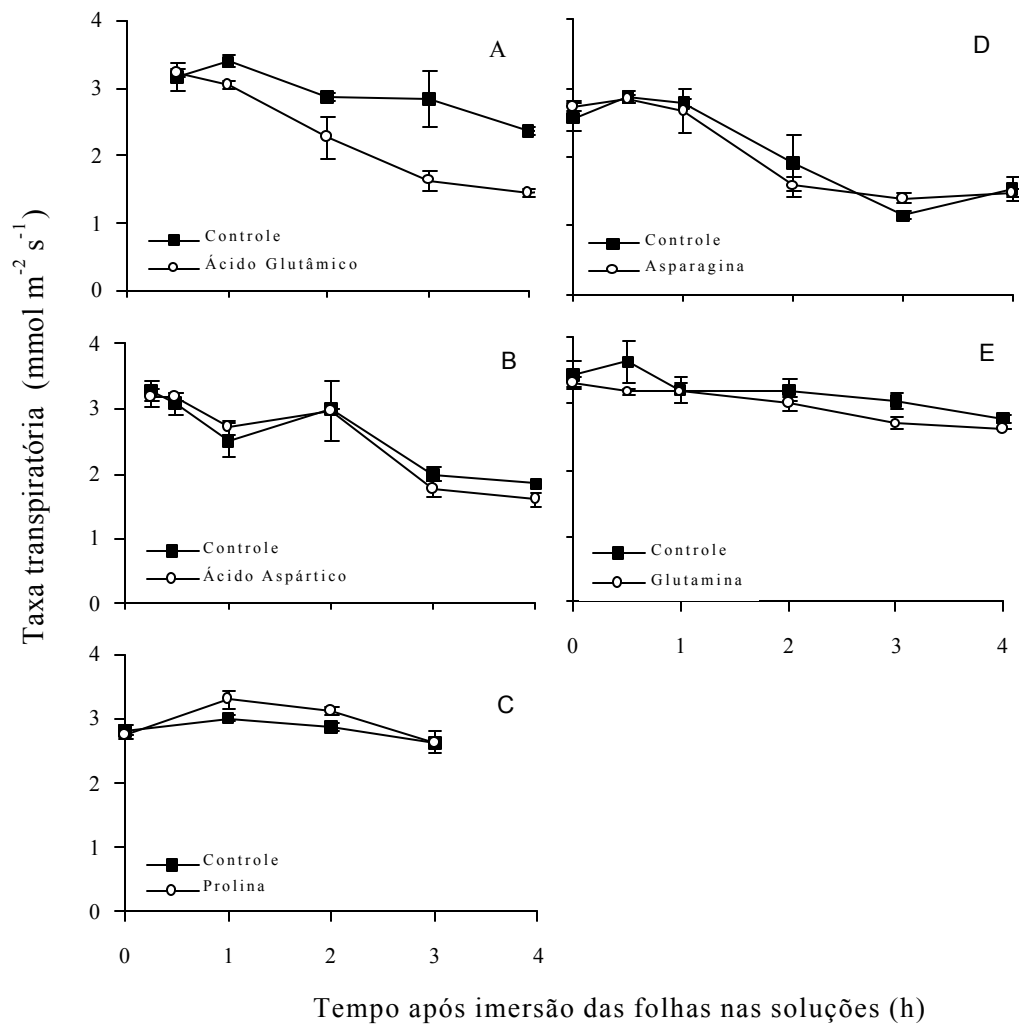 Taxa transpiratória (mmol m⁻² s⁻¹)
4
3
2
1
0
A
Controle
Ácido Glutâmico
D
Controle
Asparagina
4
3
2
1
0
B
Controle
Ácido Aspártico
E
Controle
Glutamina
0 1 2 3 4
4
3
2
1
0
C
Controle
Prolina
0 1 2 3 4
Tempo após imersão das folhas nas soluções (h)